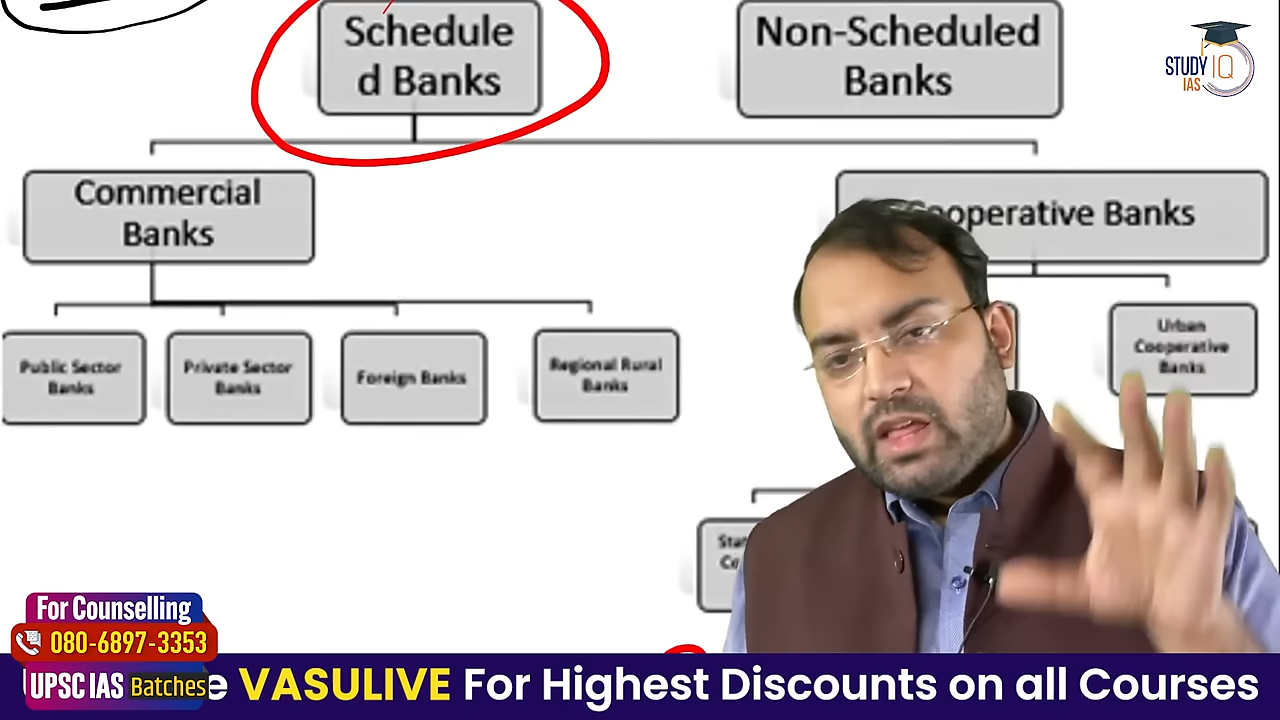 Schedule
d Banks
Non-Scheduled
Banks
STUDY IQ
IAS
Commercial
Banks
Cooperative Banks
Public Sector
Banks
Private Sector
Banks
Foreign Banks
Regional Rural
Banks
Urban
Cooperative
Banks
For Counselling
080-6897-3353
UPSC IAS Batches
e VASULIVE For Highest Discounts on all Courses